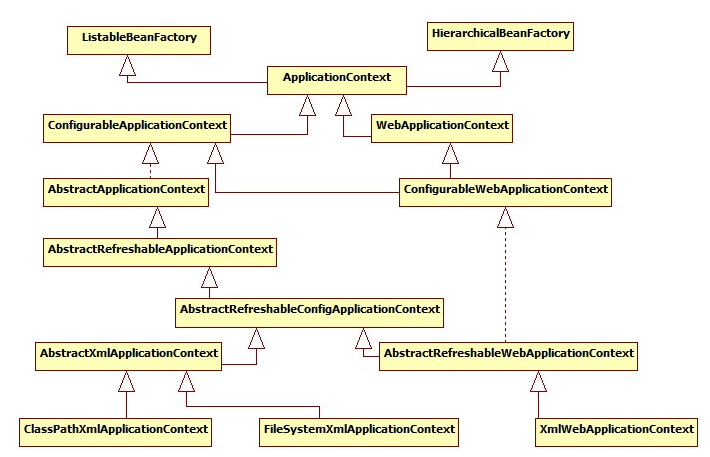 ListableBeanFactory
HierarchicalBeanFactory
ApplicationContext
ConfigurableApplicationContext
WebApplicationContext
AbstractApplicationContext
ConfigurableWebApplicationContext
AbstractRefreshableApplicationContext
AbstractRefreshableConfigApplicationContext
AbstractXmlApplicationContext
AbstractRefreshableWebApplicationContext
ClassPathXmlApplicationContext
FileSystemXmlApplicationContext
XmlWebApplicationContext